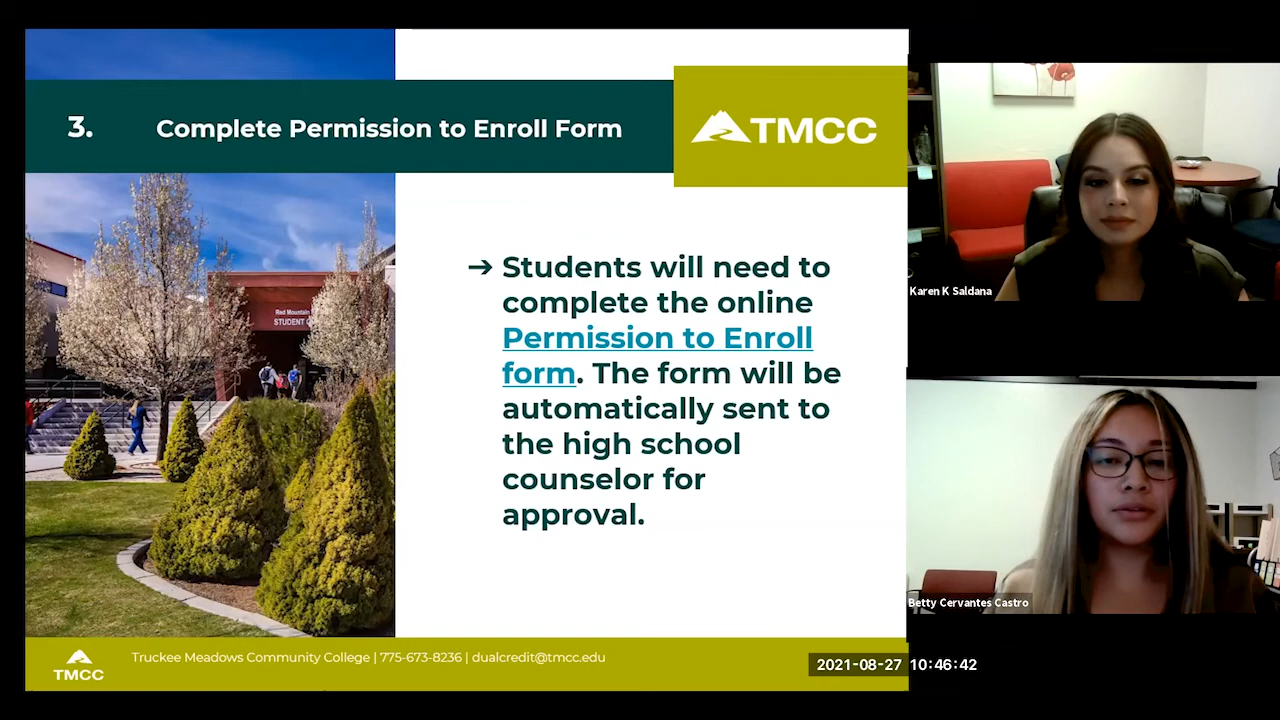 3. Complete Permission to Enroll Form
TMCC
Red Mountain
STUDENT
➔ Students will need to
complete the online
Permission to Enroll
form. The form will be
automatically sent to
the high school
counselor for
approval.
TMCC
Truckee Meadows Community College | 775-673-8236 | dualcredit@tmcc.edu
Karen K Saldana
Betty Cervantes Castro
2021-08-27 10:46:42